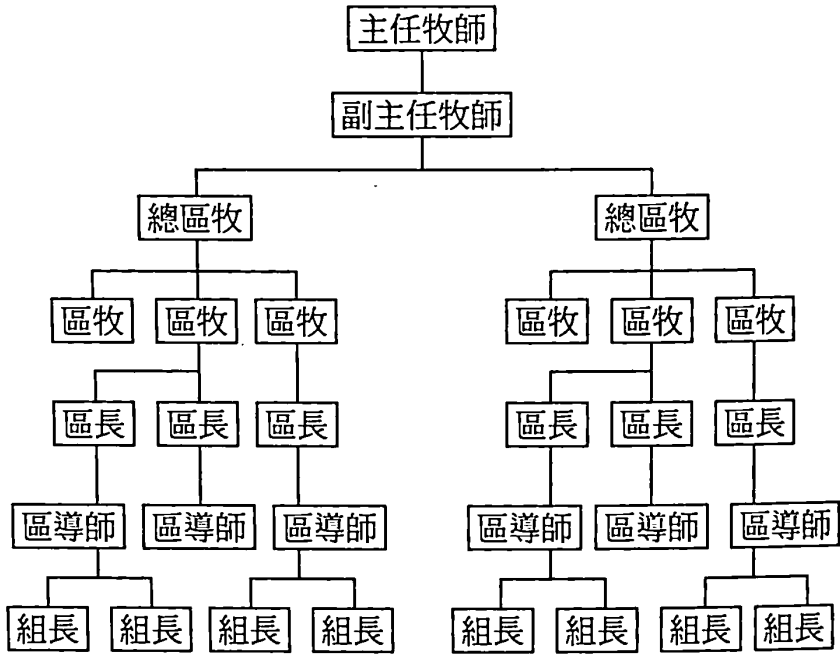 主任牧師
副主任牧師
總區牧 總區牧
區牧 區牧 區牧 區牧 區牧 區牧
區長 區長 區長 區長 區長 區長
區導師 區導師 區導師 區導師 區導師 區導師
組長 組長 組長 組長 組長 組長 組長 組長